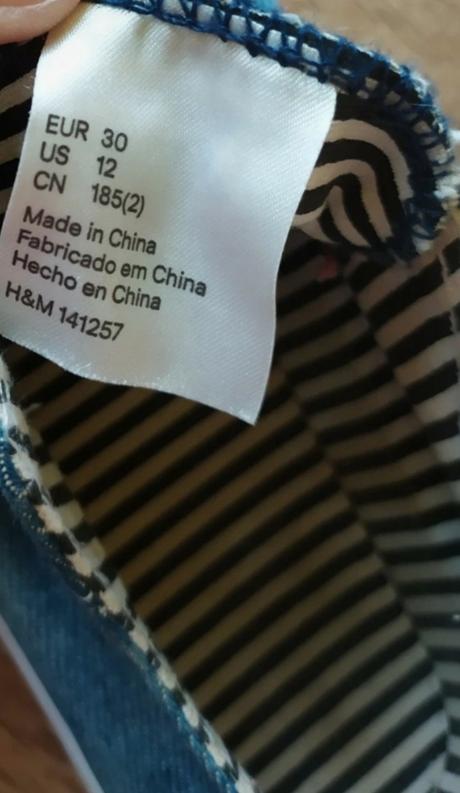 EUR 30
US 12
CN 185(2)
Made in China
Fabricado em China
Hecho en China
H&M 141257